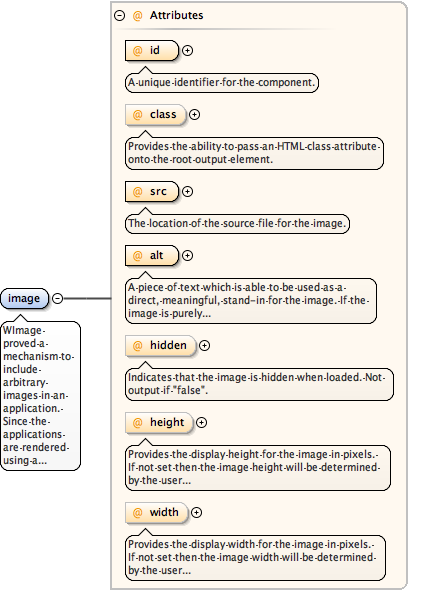 Attributes
@ id
A unique identifier for the component.
@ class
Provides the ability to pass an HTML class attribute
onto the root output element.
@ src
The location of the source file for the image.
@ alt
A piece of text which is able to be used as a
direct, meaningful, stand-in for the image. If the
image is purely...
image
WImage
proved a
mechanism to
include
arbitrary
images in an
application.
Since the
applications
are rendered
using a...
@ hidden
Indicates that the image is hidden when loaded. Not
output if "false".
@ height
Provides the display height for the image in pixels.
If not set then the image height will be determined
by the user...
@ width
Provides the display width for the image in pixels.
If not set then the image width will be determined
by the user...